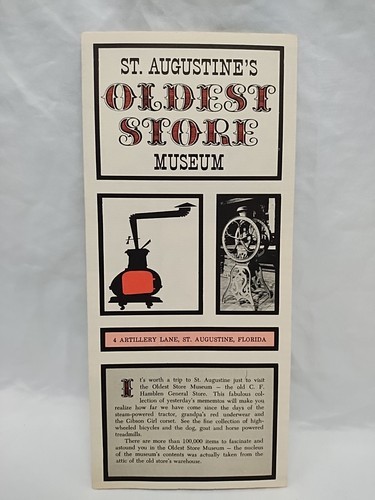 ST. AUGUSTINE'S
OLDEST
STORE
MUSEUM
4 ARTILLERY LANE, ST. AUGUSTINE, FLORIDA
It's worth a trip to St. Augustine just to visit
the Oldest Store Museum — the old C. F.
Hamblen General Store. This fabulous col-
lection of yesterday's mementos will make you
realize how far we have come since the days of the
steam-powered tractor, grandpa's red underwear and
the Gibson Girl corset. See the fine collection of high-
wheeled bicycles and the dog, goat and horse powered
treadmills.
There are more than 100,000 items to fascinate and
astound you in the Oldest Store Museum — the nucleus
of the museum's contents was actually taken from the
attic of the old store's warehouse.